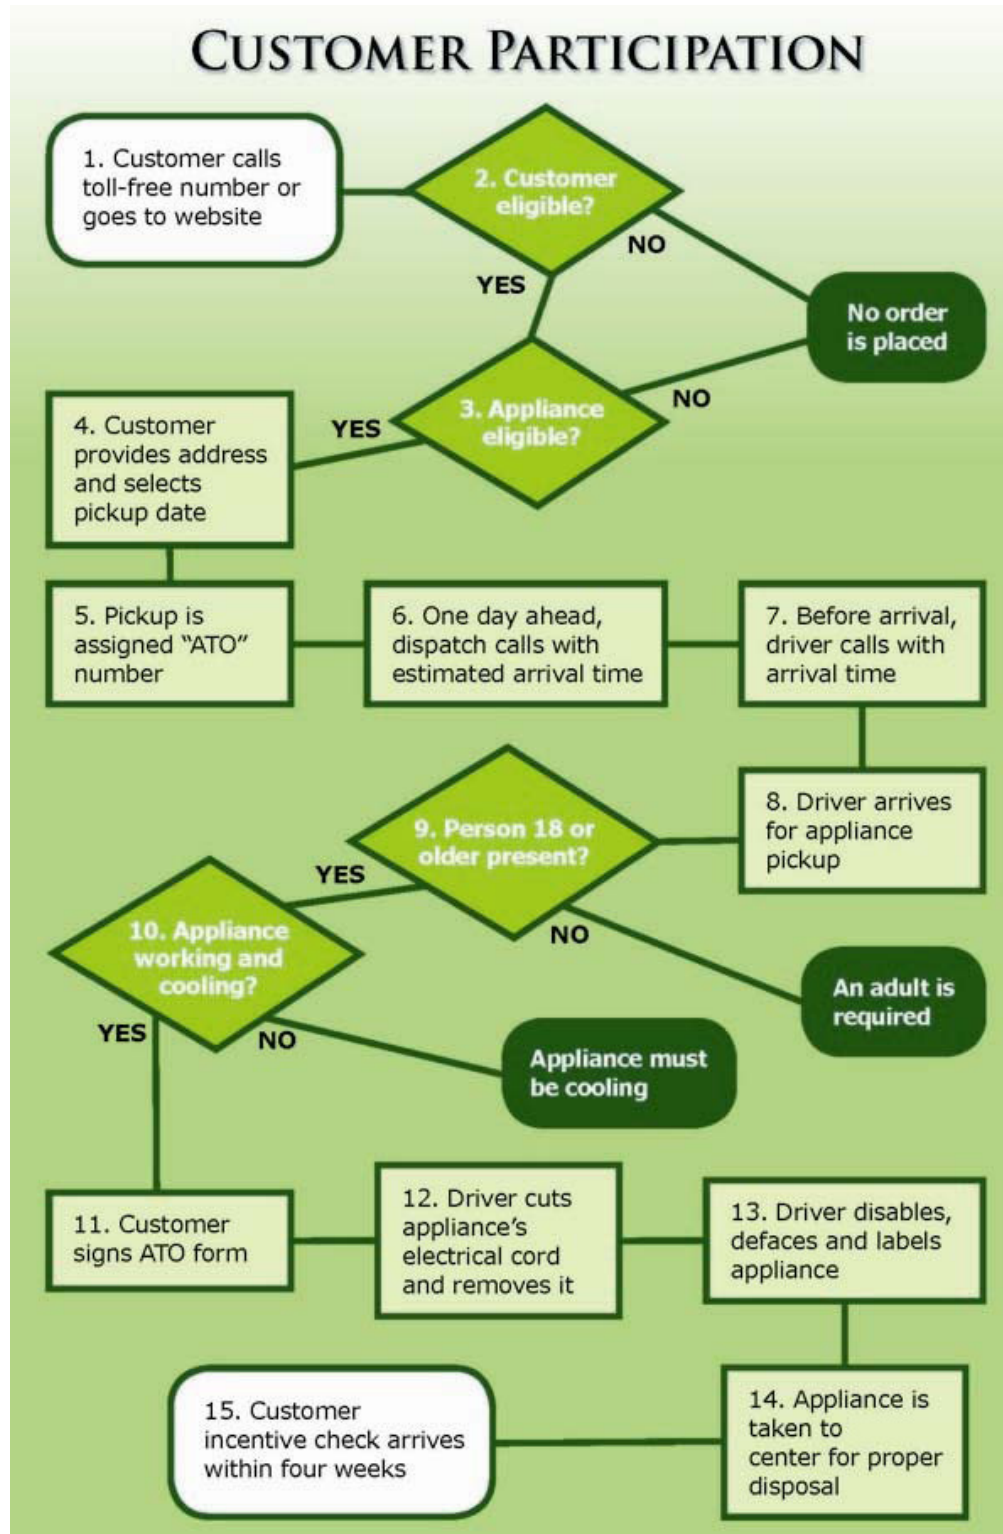 CUSTOMER PARTICIPATION
1. Customer calls
toll-free number or
goes to website
2. Customer
eligible?
NO
YES
No order
is placed
3. Appliance
eligible?
NO
YES
4. Customer
provides address
and selects
pickup date
5. Pickup is
assigned “ATO”
number
6. One day ahead,
dispatch calls with
estimated arrival time
7. Before arrival,
driver calls with
arrival time
8. Driver arrives
for appliance
pickup
9. Person 18 or
older present?
YES
NO
An adult is
required
10. Appliance
working and
cooling?
YES
NO
Appliance must
be cooling
11. Customer
signs ATO form
12. Driver cuts
appliance’s
electrical cord
and removes it
13. Driver disables,
defaces and labels
appliance
14. Appliance is
taken to
center for proper
disposal
15. Customer
incentive check arrives
within four weeks